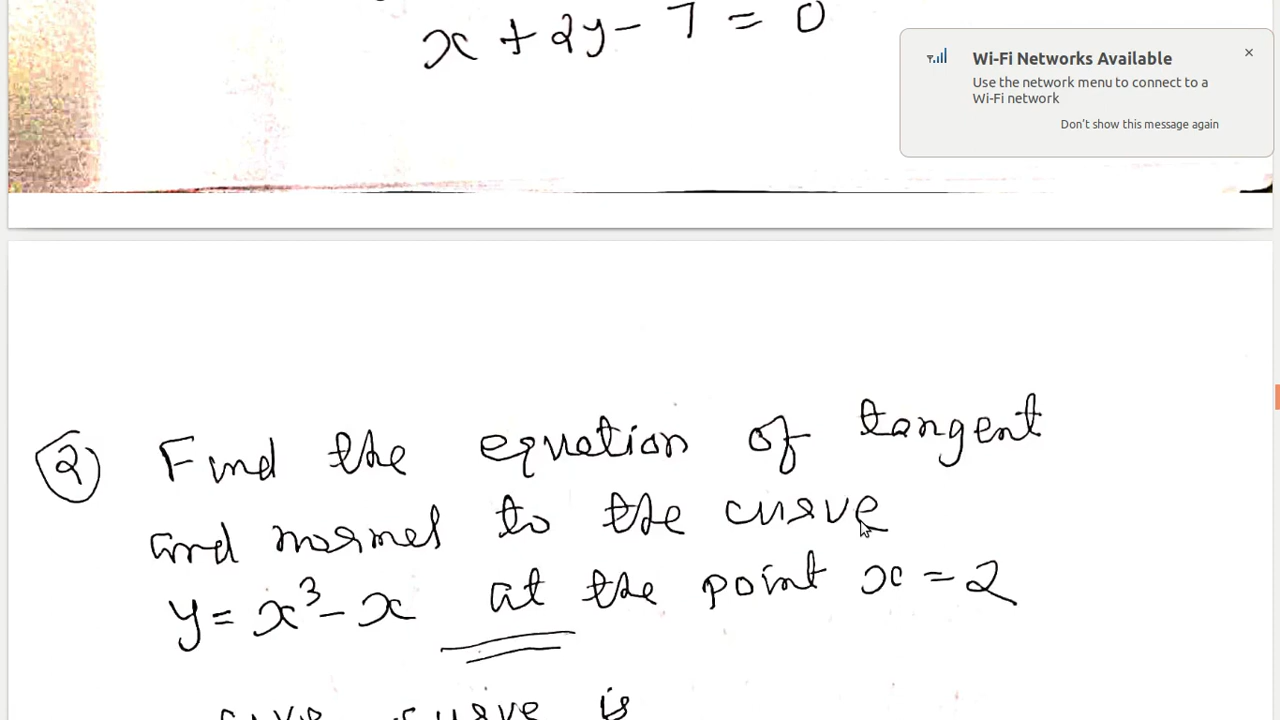 x + 2y - 7 = 0
Wi-Fi Networks Available
Use the network menu to connect to a
Wi-Fi network
Don't show this message again
② Find the equation of tangent
and normal to the curve
y = x³ - x at the point x = 2
curve is